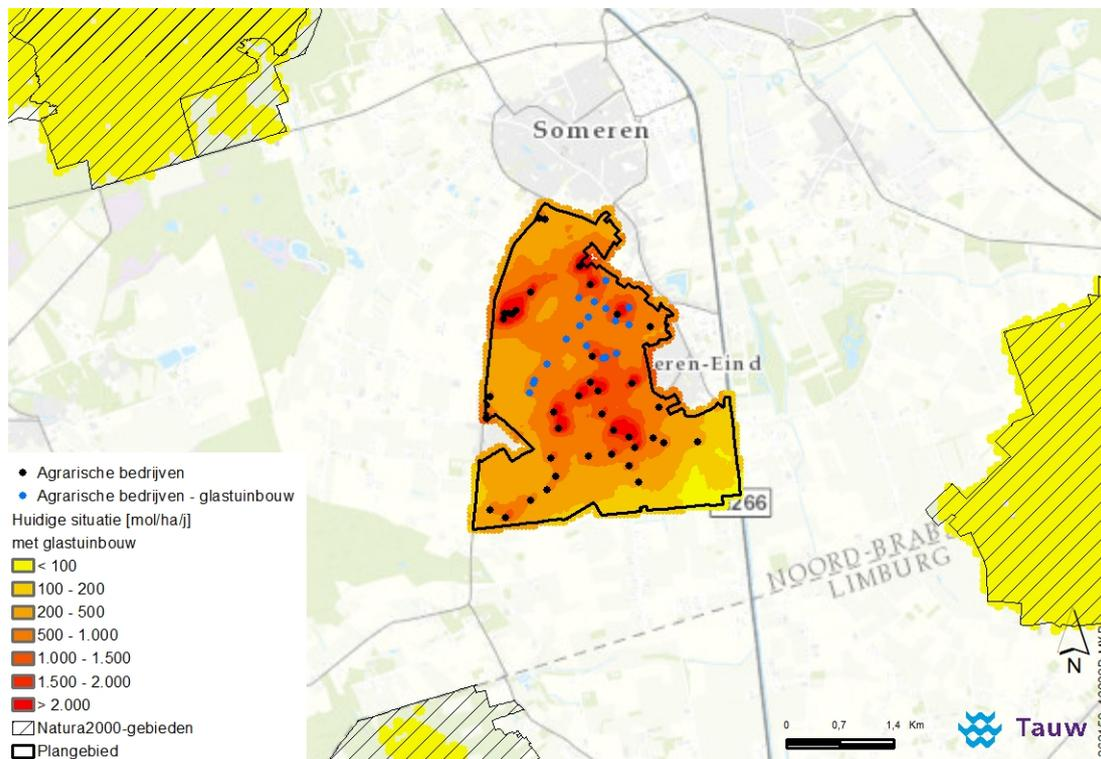 Someren
eren-Eind
266
NOORD-BRAB
LIMBURG
Agrarische bedrijven
Agrarische bedrijven - glastuinbouw
Huidige situatie [mol/ha/j]
met glastuinbouw
< 100
100 - 200
200 - 500
500 - 1.000
1.000 - 1.500
1.500 - 2.000
> 2.000
Natura2000-gebieden
Plangebied
N
0 0,7 1,4 Km
Tauw